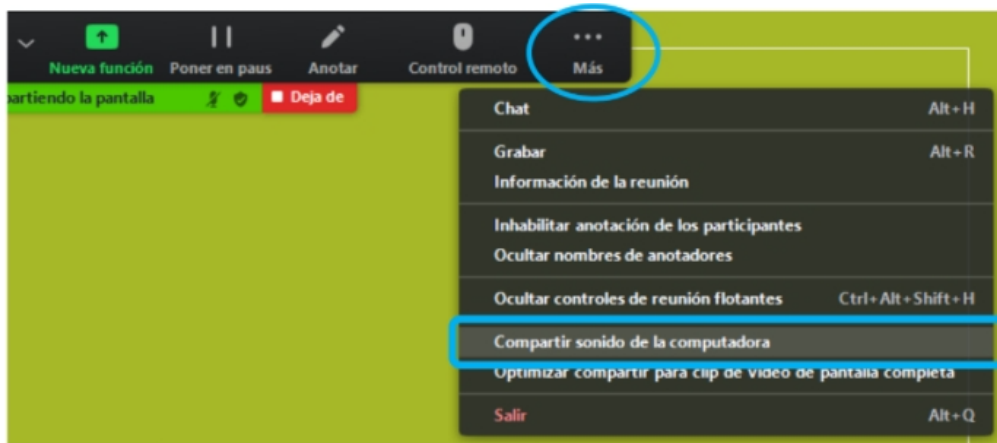 Nueva función Poner en paus Anotar Control remoto Más
partiendo la pantalla Deja de
Chat Alt+H
Grabar Alt+R
Información de la reunión
Inhabilitar anotación de los participantes
Ocultar nombres de anotadores
Ocultar controles de reunión flotantes Ctrl+Alt+Shift+H
Compartir sonido de la computadora
Optimizar compartir para clip de video de pantalla completa
Salir Alt+Q